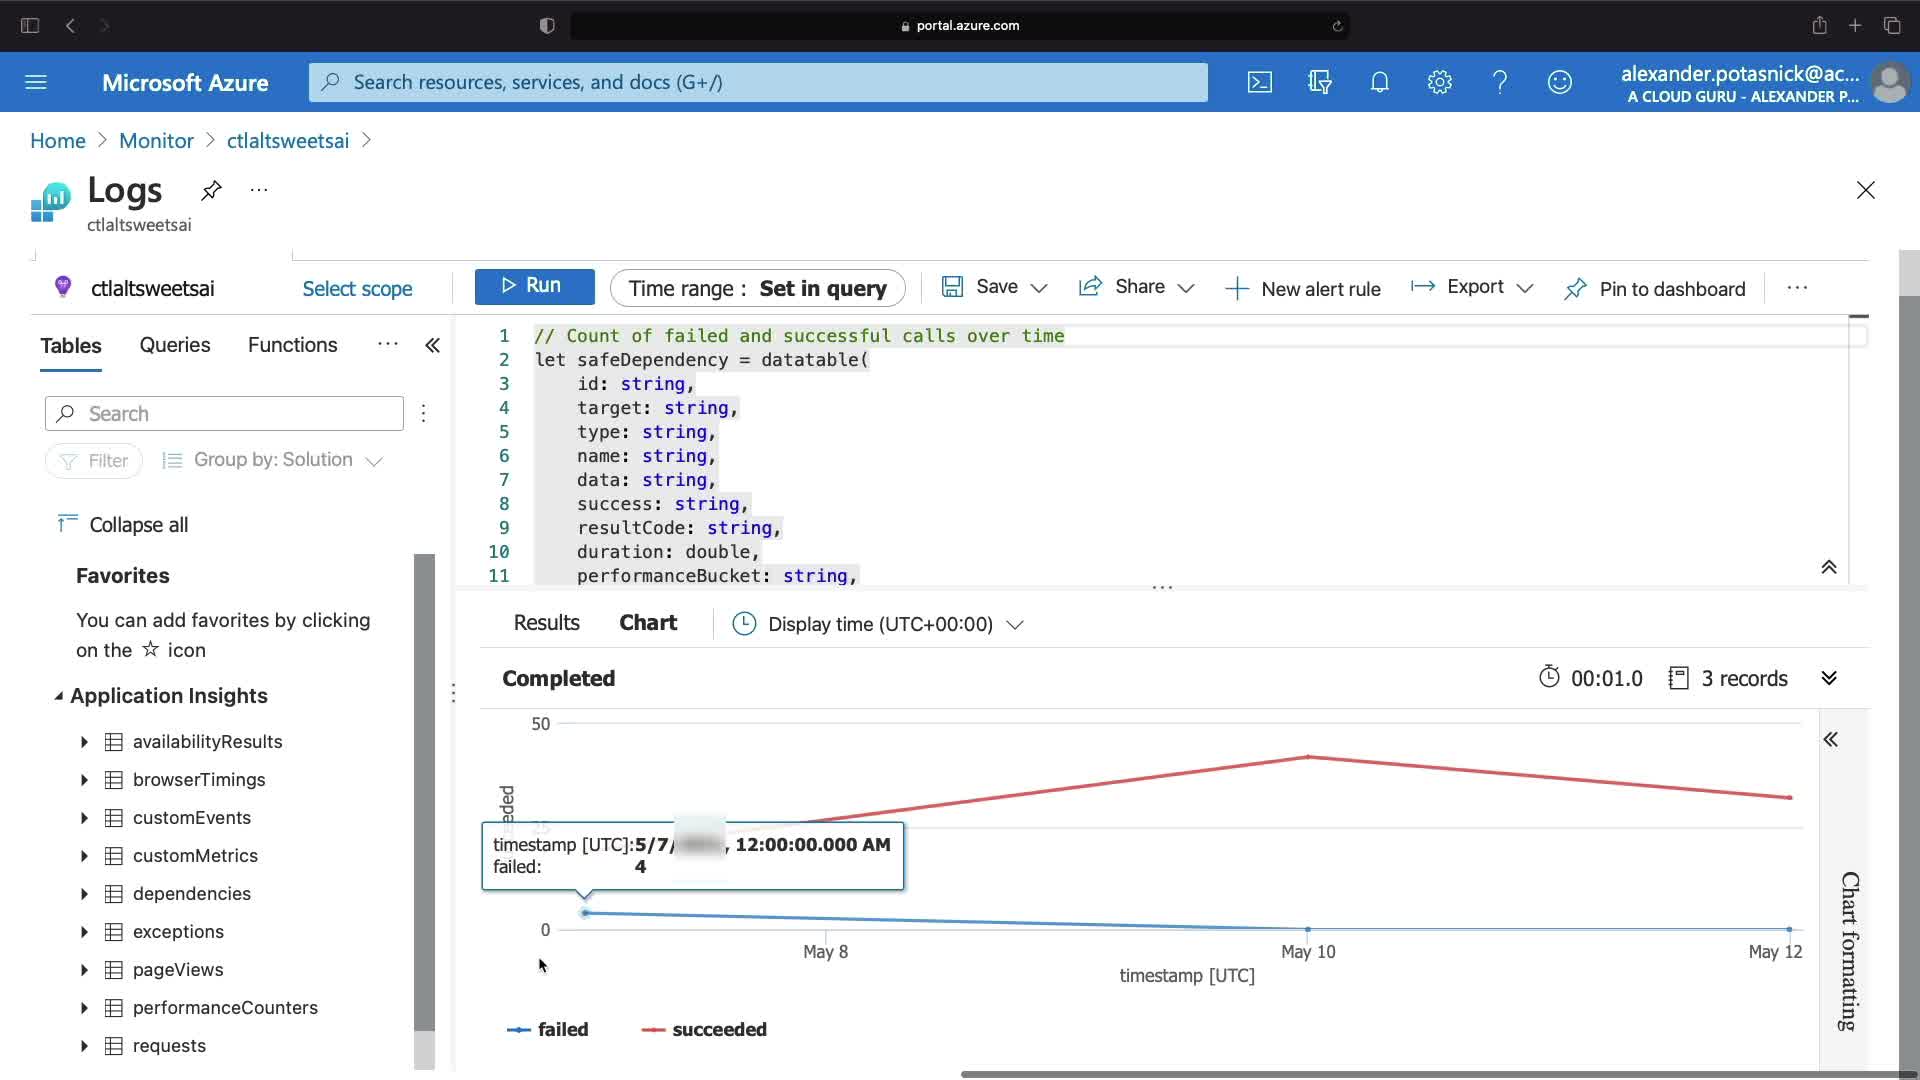 portal.azure.com
Microsoft Azure
Search resources, services, and docs (G+/)
alexander.potasnick@ac...
A CLOUD GURU - ALEXANDER P...
Home > Monitor > ctlaltsweetsai >
Logs
...
ctlaltsweetsai
ctlaltsweetsai
Select scope
Run
Time range : Set in query
Save
Share
New alert rule
Export
Pin to dashboard
...
Tables
Queries
Functions
...
Search
Filter
Group by: Solution
Collapse all
Favorites
You can add favorites by clicking
on the ☆ icon
Application Insights
availabilityResults
browserTimings
customEvents
customMetrics
dependencies
exceptions
pageViews
performanceCounters
requests
1 // Count of failed and successful calls over time
2 let safeDependency = datatable(
3 id: string,
4 target: string,
5 type: string,
6 name: string,
7 data: string,
8 success: string,
9 resultCode: string,
10 duration: double,
11 performanceBucket: string,
Results
Chart
Display time (UTC+00:00)
Completed
00:01.0
3 records
50
25
0
timestamp [UTC]:5/7/ , 12:00:00.000 AM
failed: 4
May 8
May 10
May 12
timestamp [UTC]
failed
succeeded
Chart formatting